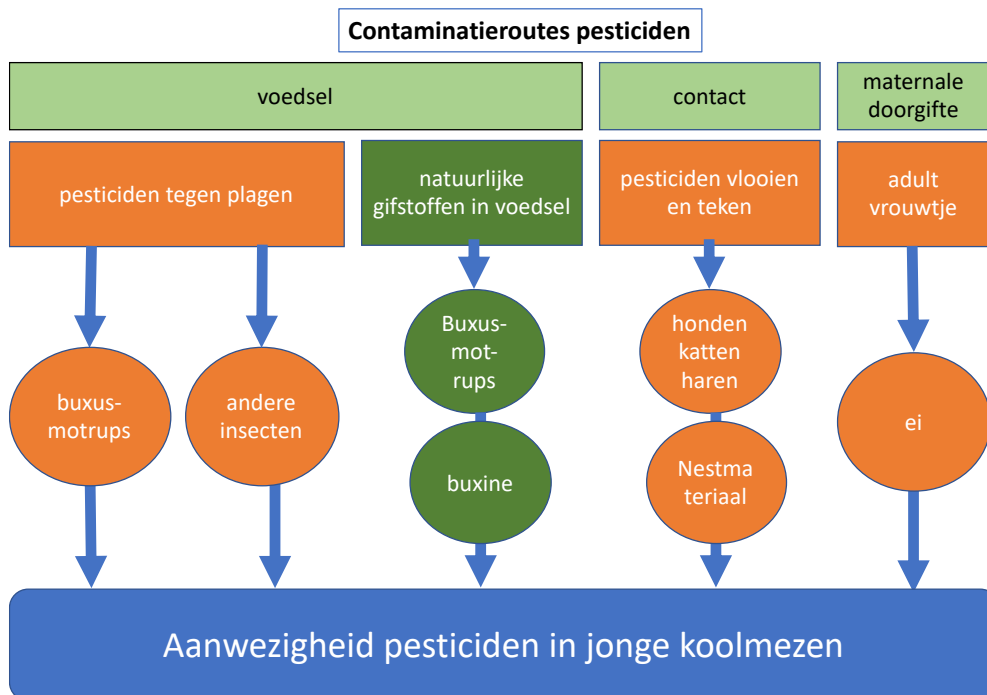 Contaminatieroutes pesticiden
voedsel
contact
maternale
doorgifte
pesticiden tegen plagen
natuurlijke
gifstoffen in voedsel
pesticiden vlooien
en teken
adult
vrouwtje
buxus-
motrups
andere
insecten
Buxus-
mot-
rups
buxine
honden
katten
haren
Nestma
teriaal
ei
Aanwezigheid pesticiden in jonge koolmezen